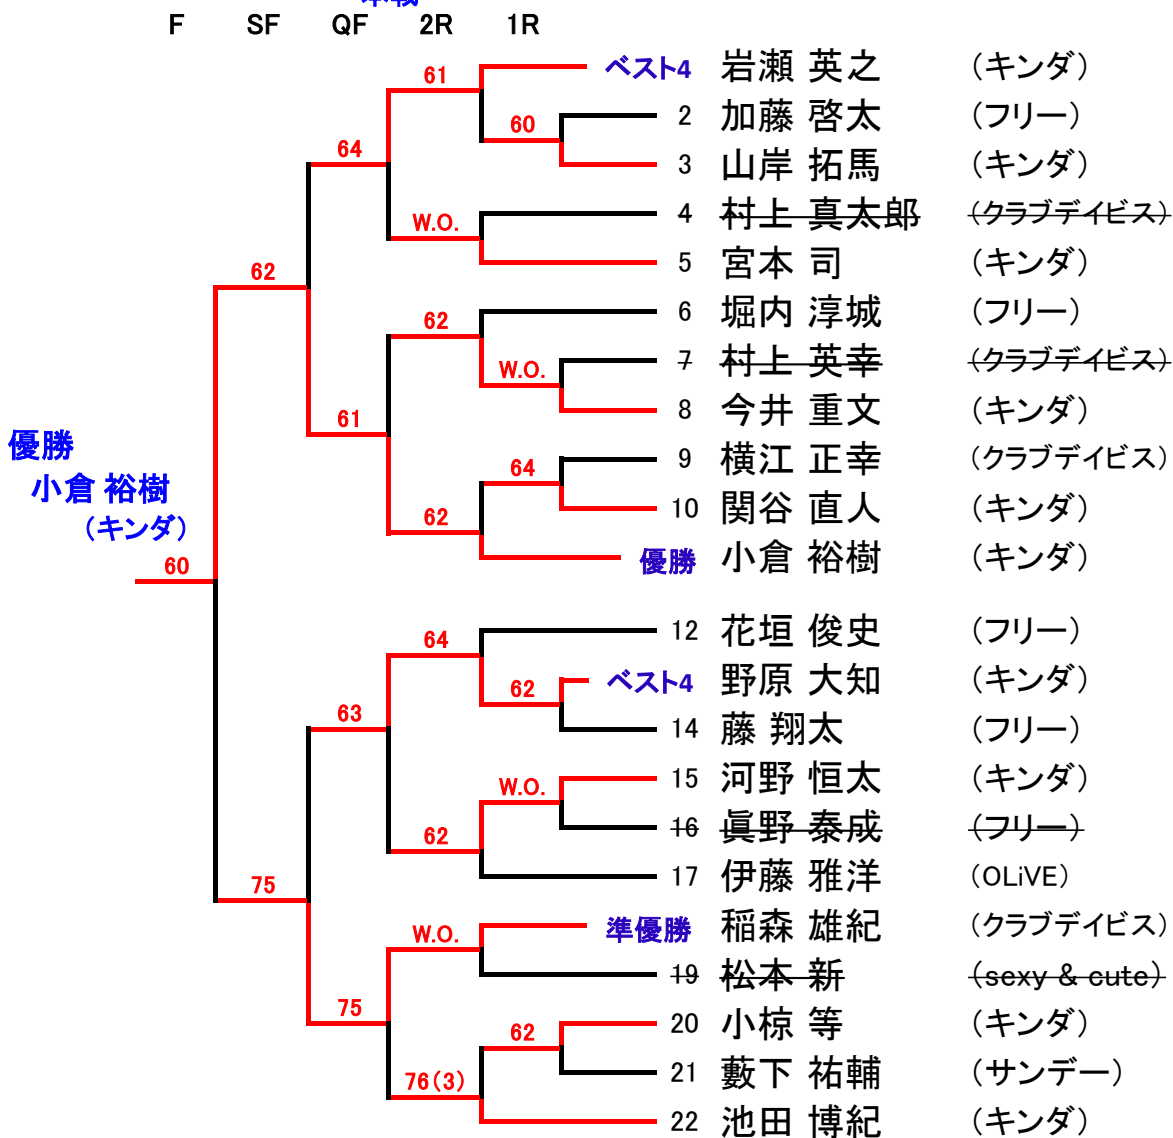 F SF QF 2R 1R
61 ベスト4 岩瀬 英之 (キンダ)
2 加藤 啓太 (フリー)
60
64
3 山岸 拓馬 (キンダ)
W.O. 4 村上 真太郎 (クラブデイビス)
5 宮本 司 (キンダ)
62
6 堀内 淳城 (フリー)
62
7 村上 英幸 (クラブデイビス)
W.O.
8 今井 重文 (キンダ)
61
優勝
小倉 裕樹
(キンダ)
9 横江 正幸 (クラブデイビス)
64
10 関谷 直人 (キンダ)
62
優勝 小倉 裕樹 (キンダ)
60
12 花垣 俊史 (フリー)
64
ベスト4 野原 大知 (キンダ)
62
63
14 藤 翔太 (フリー)
15 河野 恒太 (キンダ)
W.O.
16 眞野 泰成 (フリー)
62
17 伊藤 雅洋 (OLiVE)
75
準優勝 稲森 雄紀 (クラブデイビス)
W.O.
19 松本 新 (sexy & cute)
75
20 小椋 等 (キンダ)
62
21 藪下 祐輔 (サンデー)
76(3)
22 池田 博紀 (キンダ)